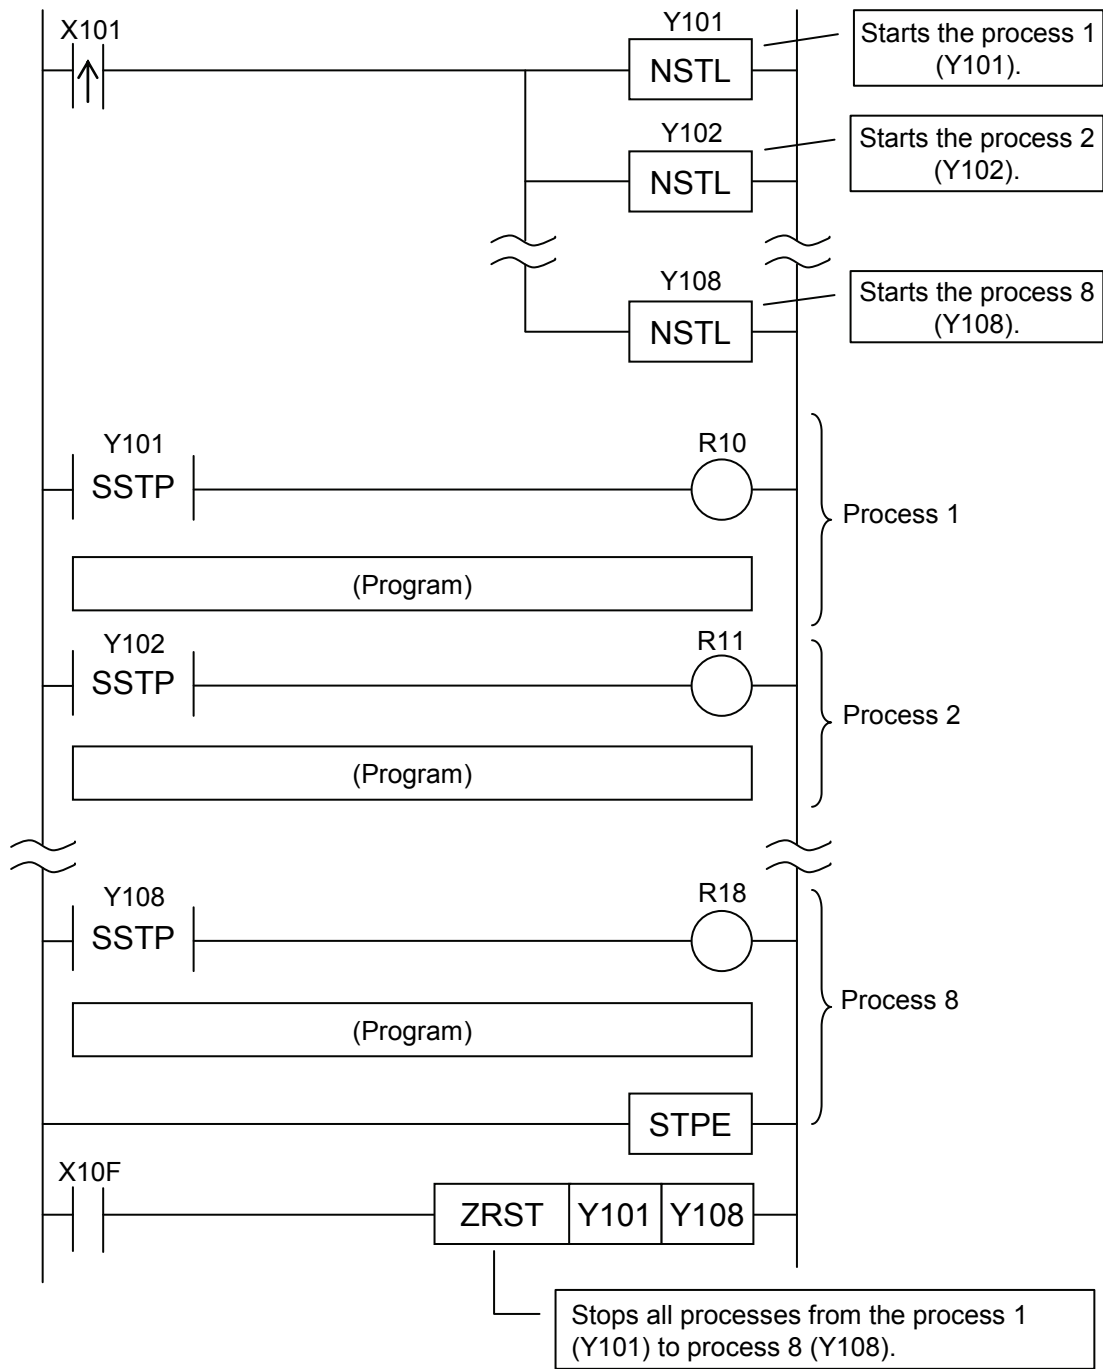 X101
Y101
NSTL
Starts the process 1
(Y101).
Y102
NSTL
Starts the process 2
(Y102).
Y108
NSTL
Starts the process 8
(Y108).
Y101
SSTP
R10
Process 1
(Program)
Y102
SSTP
R11
Process 2
(Program)
Y108
SSTP
R18
Process 8
(Program)
STPE
X10F
ZRST Y101 Y108
Stops all processes from the process 1
(Y101) to process 8 (Y108).